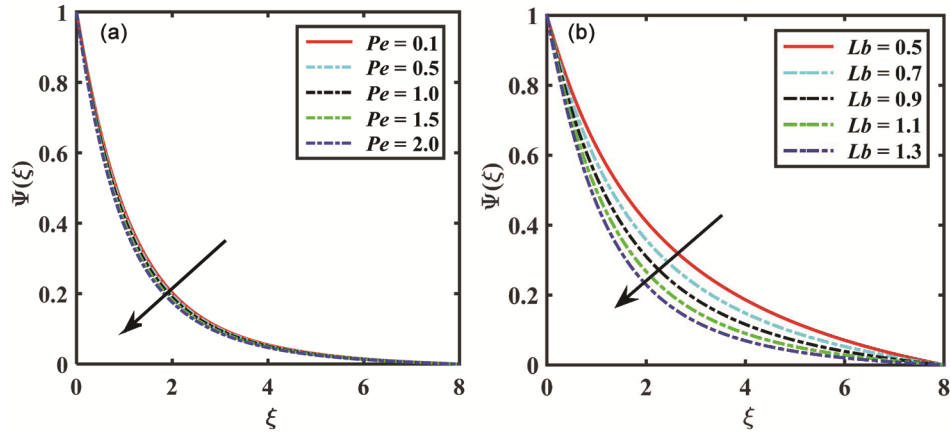 (a)
Pe = 0.1
Pe = 0.5
Pe = 1.0
Pe = 1.5
Pe = 2.0
1
0.8
0.6
0.4
0.2
0
Ψ(ξ)
0 2 4 6 8
ξ
(b)
Lb = 0.5
Lb = 0.7
Lb = 0.9
Lb = 1.1
Lb = 1.3
1
0.8
0.6
0.4
0.2
0
Ψ(ξ)
0 2 4 6 8
ξ